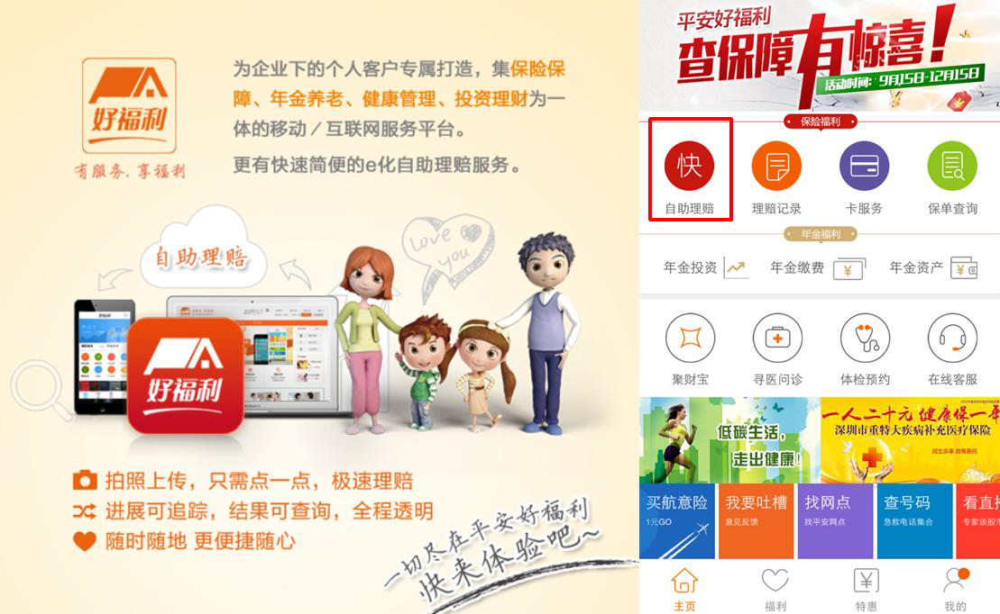 好福利
有服务.享福利
为企业下的个人客户专属打造，集保险保
障、年金养老、健康管理、投资理财为一
体的移动／互联网服务平台。
更有快速简便的e化自助理赔服务。
自助理赔
love
you
好福利
拍照上传，只需点一点，极速理赔
进展可追踪，结果可查询，全程透明
随时随地 更便捷随心
一切尽在平安好福利
快来体验吧~
平安好福利
查保障有惊喜！
活动时间：9月15日-12月15日
保险福利
快
自助理赔
理赔记录
卡服务
保单查询
年金福利
年金投资
年金缴费
¥
年金资产
¥
聚财宝
寻医问诊
体检预约
在线客服
低碳生活，
走出健康！
一人二十元 健康保一年
深圳市重特大疾病补充医疗保险
民生实事 政策惠民
买航意险
1元GO
我要吐槽
意见反馈
找网点
找平安网点
查号码
急救电话集合
看直播
专家谈股市
主页
福利
¥
特惠
我的